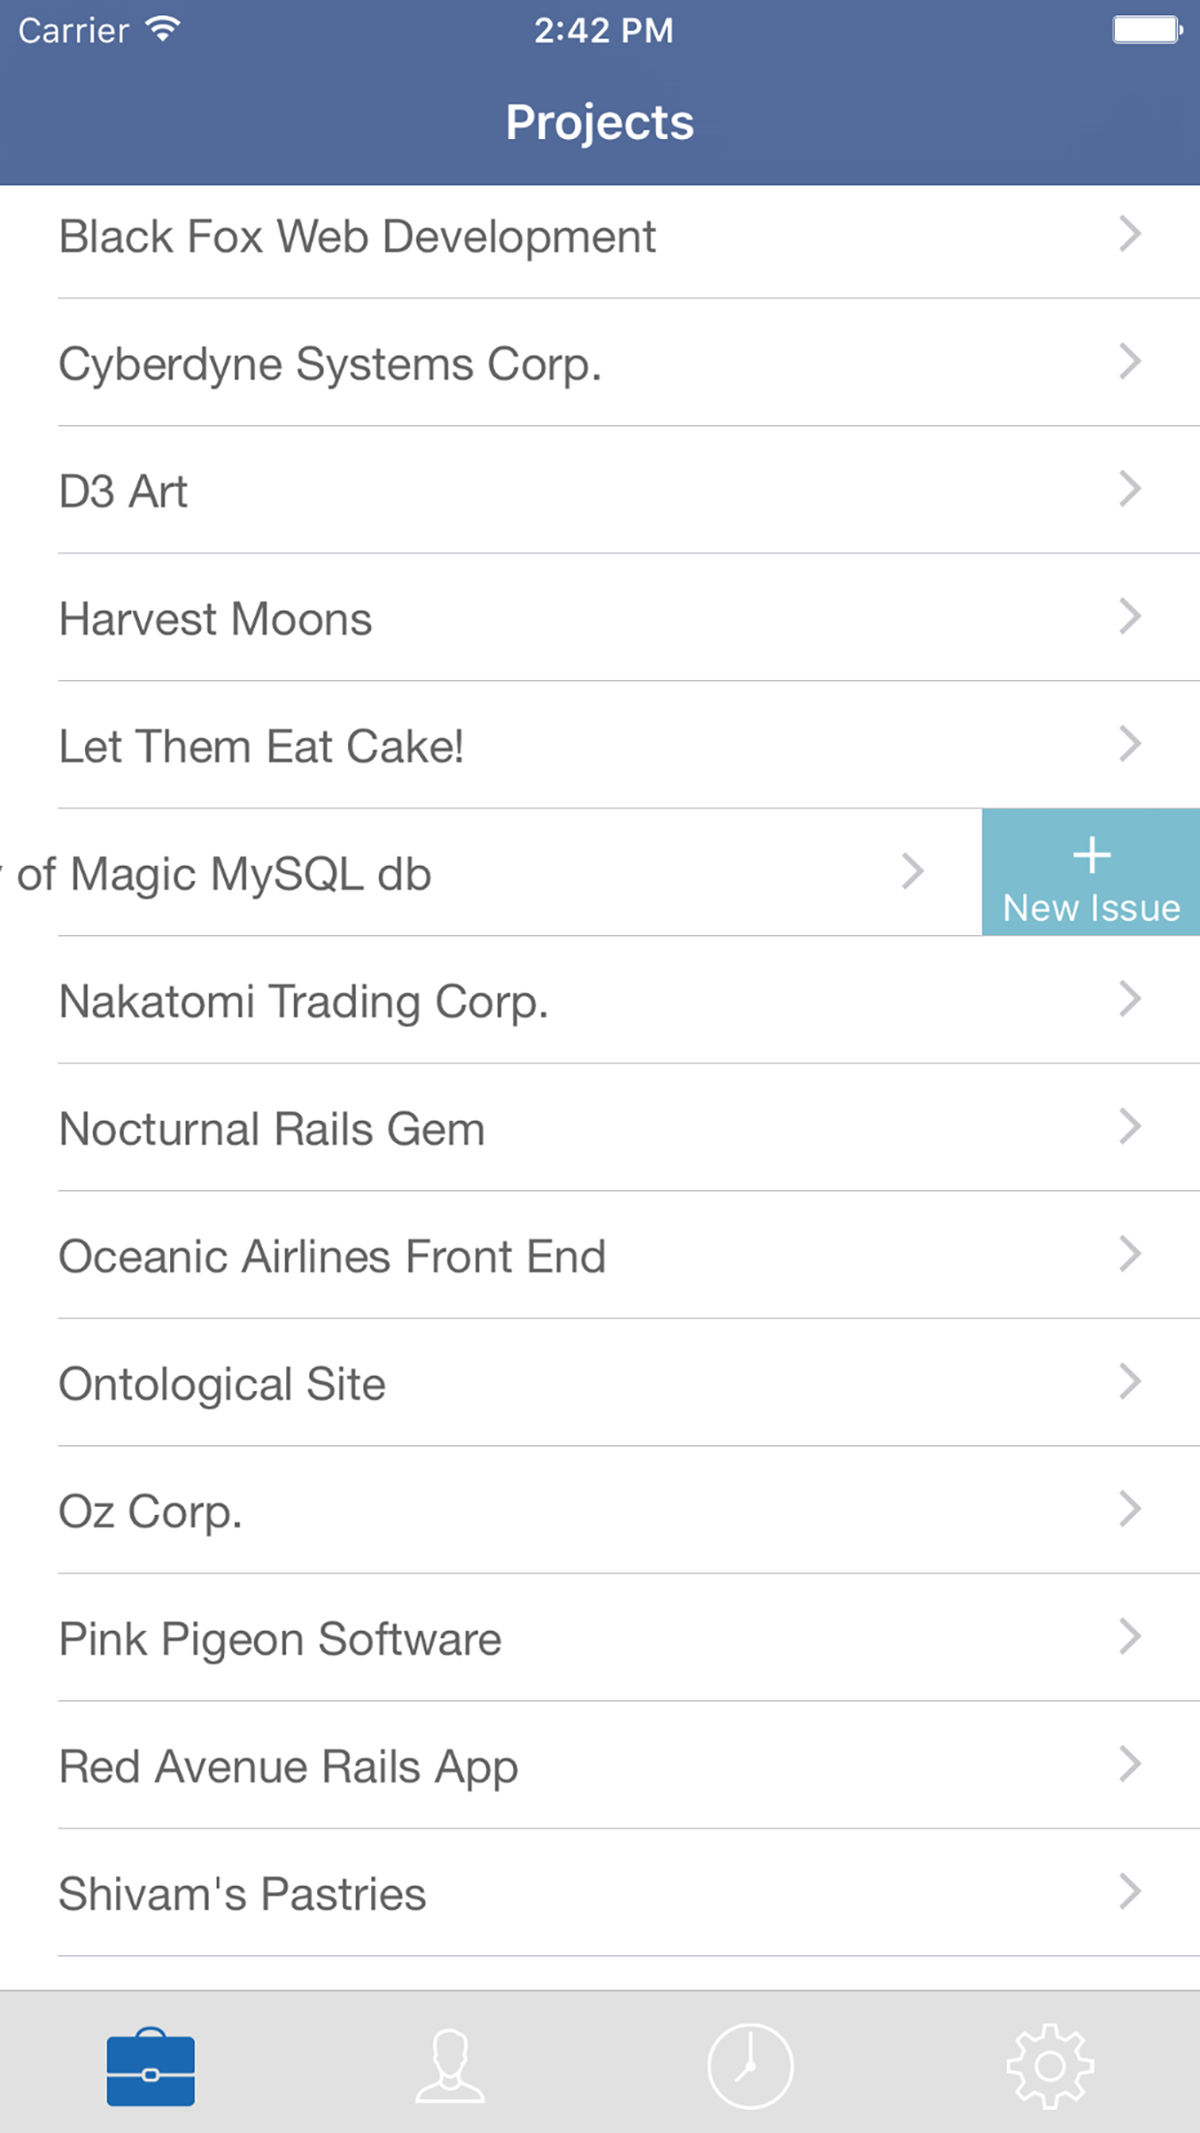 Carrier 2:42 PM
Projects
Black Fox Web Development
Cyberdyne Systems Corp.
D3 Art
Harvest Moons
Let Them Eat Cake!
of Magic MySQL db
New Issue
Nakatomi Trading Corp.
Nocturnal Rails Gem
Oceanic Airlines Front End
Ontological Site
Oz Corp.
Pink Pigeon Software
Red Avenue Rails App
Shivam's Pastries